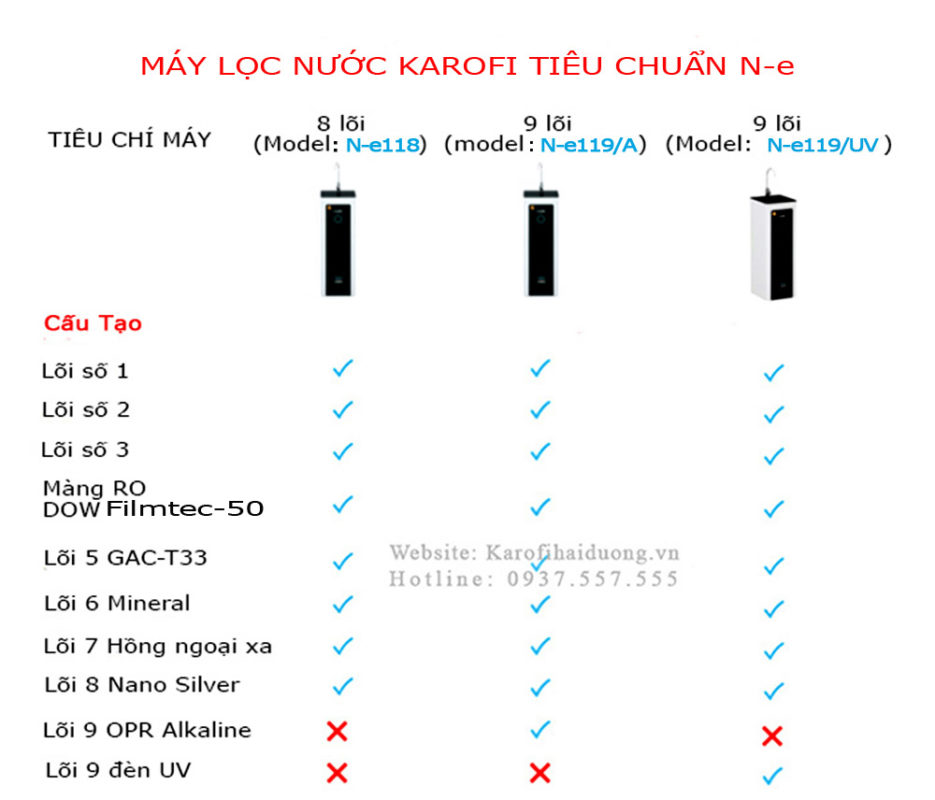 MÁY LỌC NƯỚC KAROFI TIÊU CHUẨN N-e
TIÊU CHÍ MÁY
8 lõi
(Model: N-e118)
9 lõi
(model: N-e119/A)
9 lõi
(Model: N-e119/UV)
Cấu Tạo
Lõi số 1
Lõi số 2
Lõi số 3
Màng RO
DOW Filmtec-50
Lõi 5 GAC-T33
Website: Karofihaiduong.vn
Hotline: 0937.557.555
Lõi 6 Mineral
Lõi 7 Hồng ngoại xa
Lõi 8 Nano Silver
Lõi 9 OPR Alkaline
Lõi 9 đèn UV